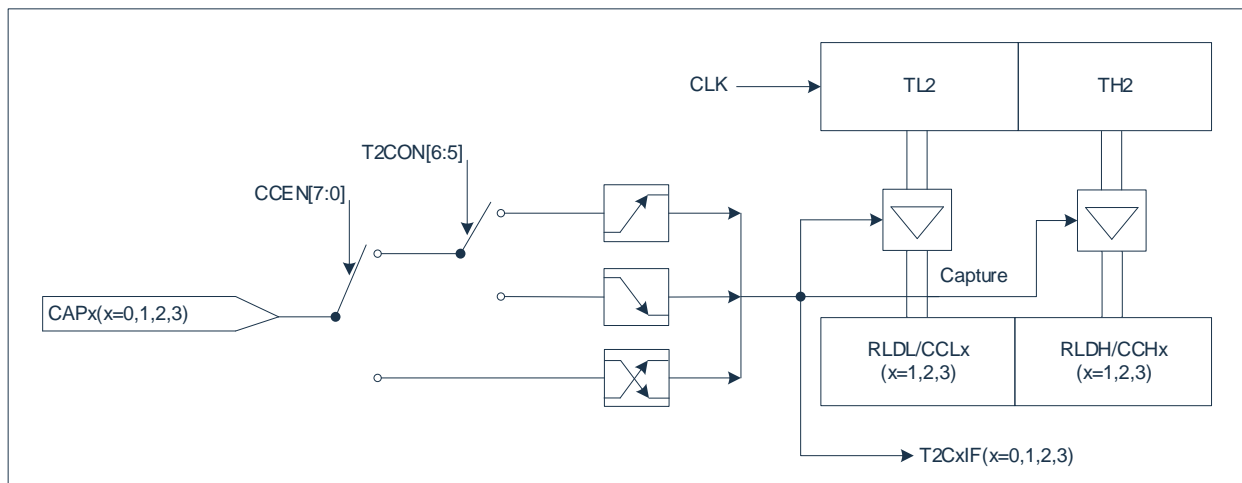 CLK
TL2
TH2
T2CON[6:5]
CCEN[7:0]
Capture
CAPx(x=0,1,2,3)
RLDL/CCLx
(x=1,2,3)
RLDH/CCHx
(x=1,2,3)
T2CxIF(x=0,1,2,3)